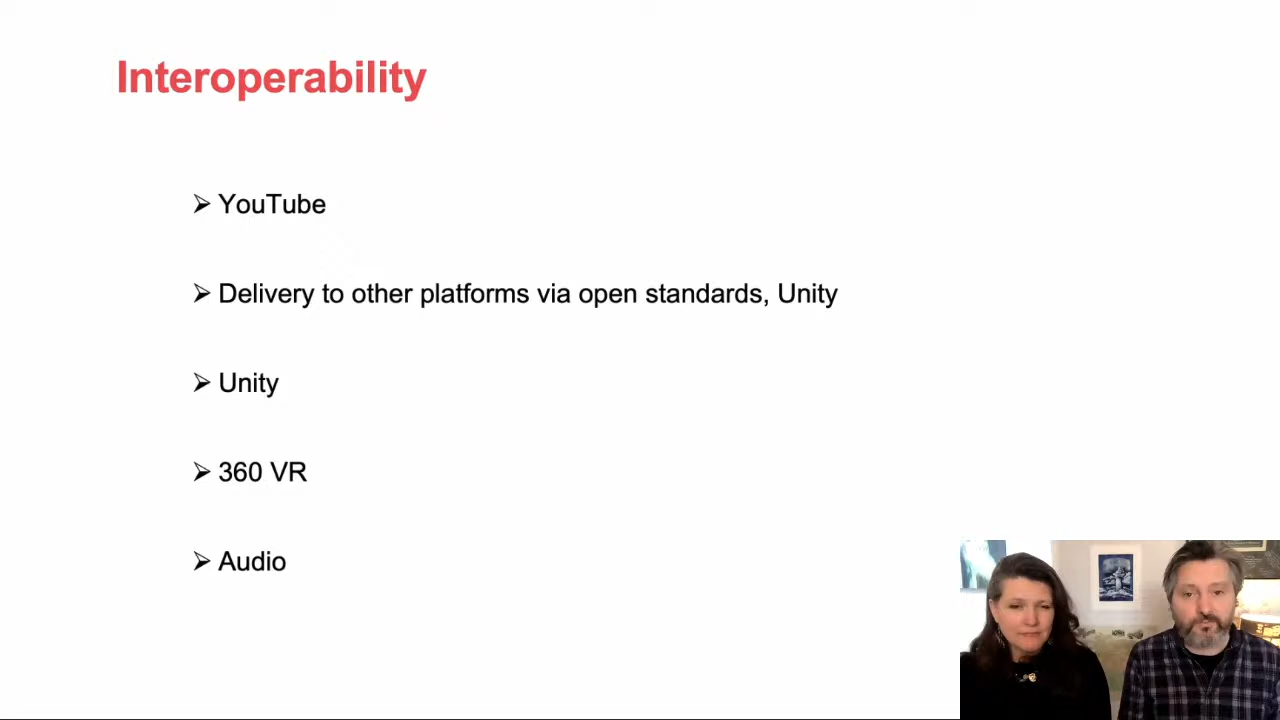 Interoperability
➢ YouTube
➢ Delivery to other platforms via open standards, Unity
➢ Unity
➢ 360 VR
➢ Audio